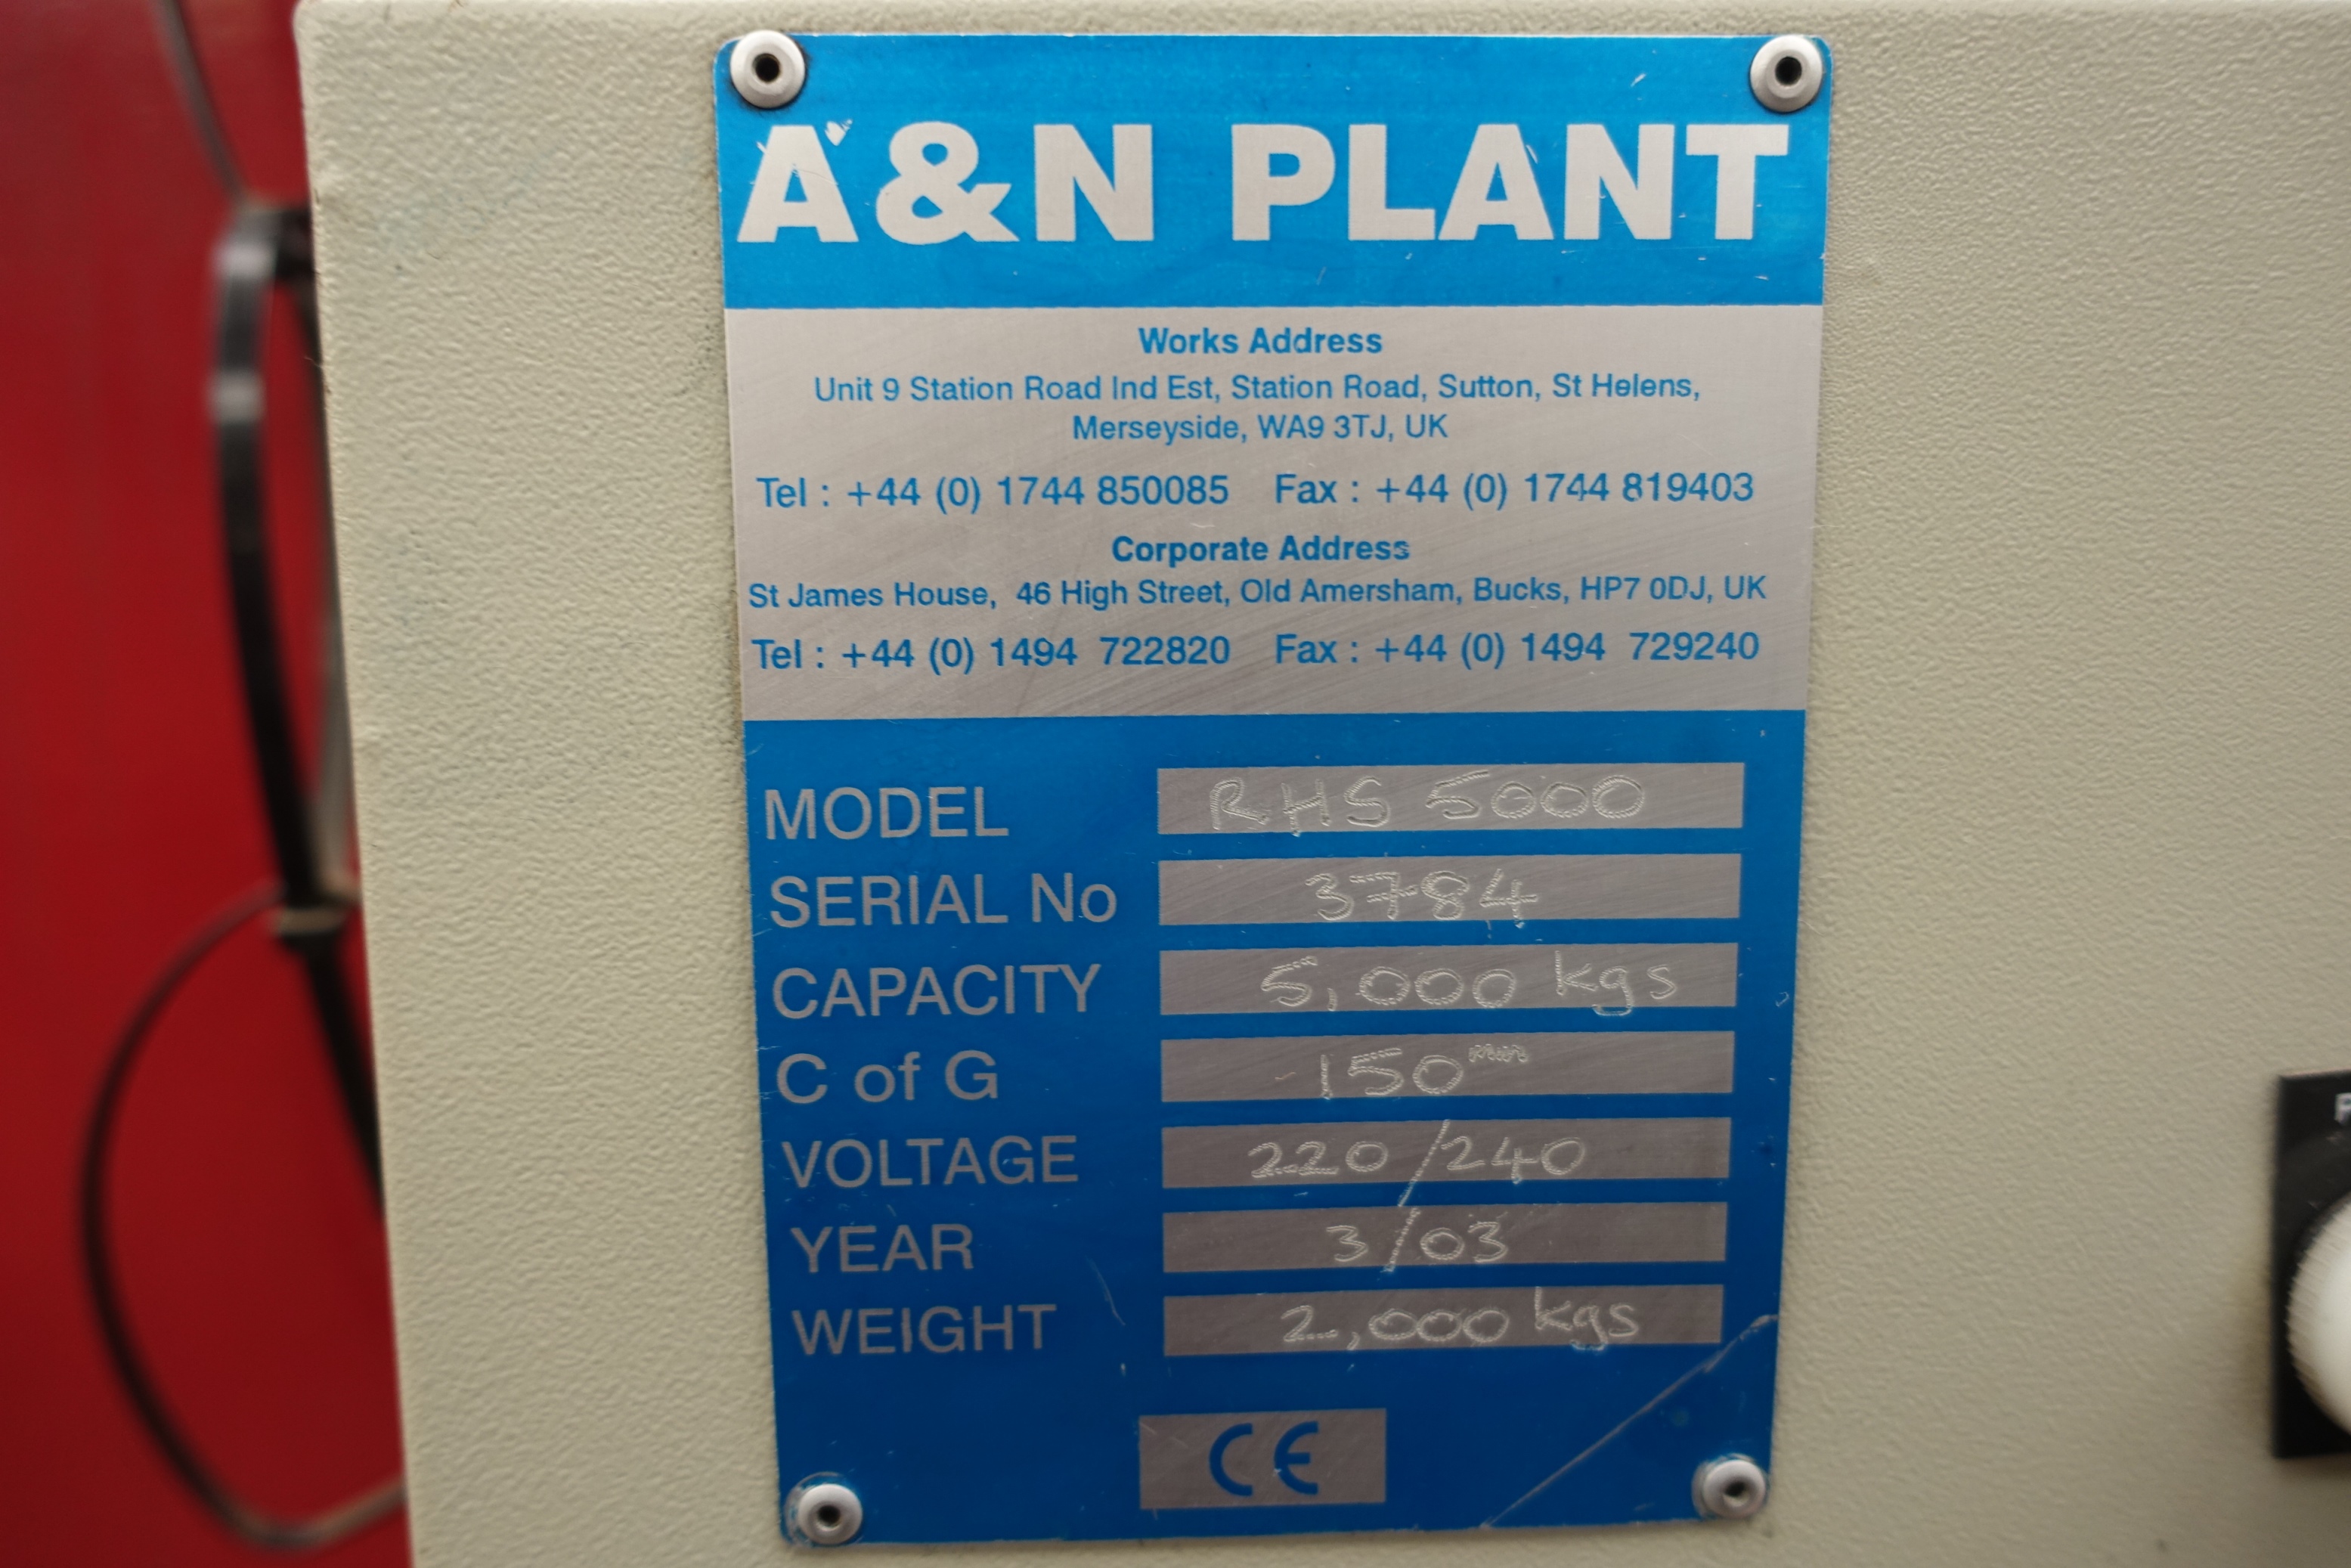 A&N PLANT
Works Address
Unit 9 Station Road Ind Est, Station Road, Sutton, St Helens,
Merseyside, WA9 3TJ, UK
Tel : +44 (0) 1744 850085 Fax : +44 (0) 1744 819403
Corporate Address
St James House, 46 High Street, Old Amersham, Bucks, HP7 0DJ, UK
Tel : +44 (0) 1494 722820 Fax : +44 (0) 1494 729240
MODEL RHS 5000
SERIAL No 3784
CAPACITY 5,000 kgs
C of G 150mm
VOLTAGE 220/240
YEAR 3/03
WEIGHT 2,000 kgs
CE